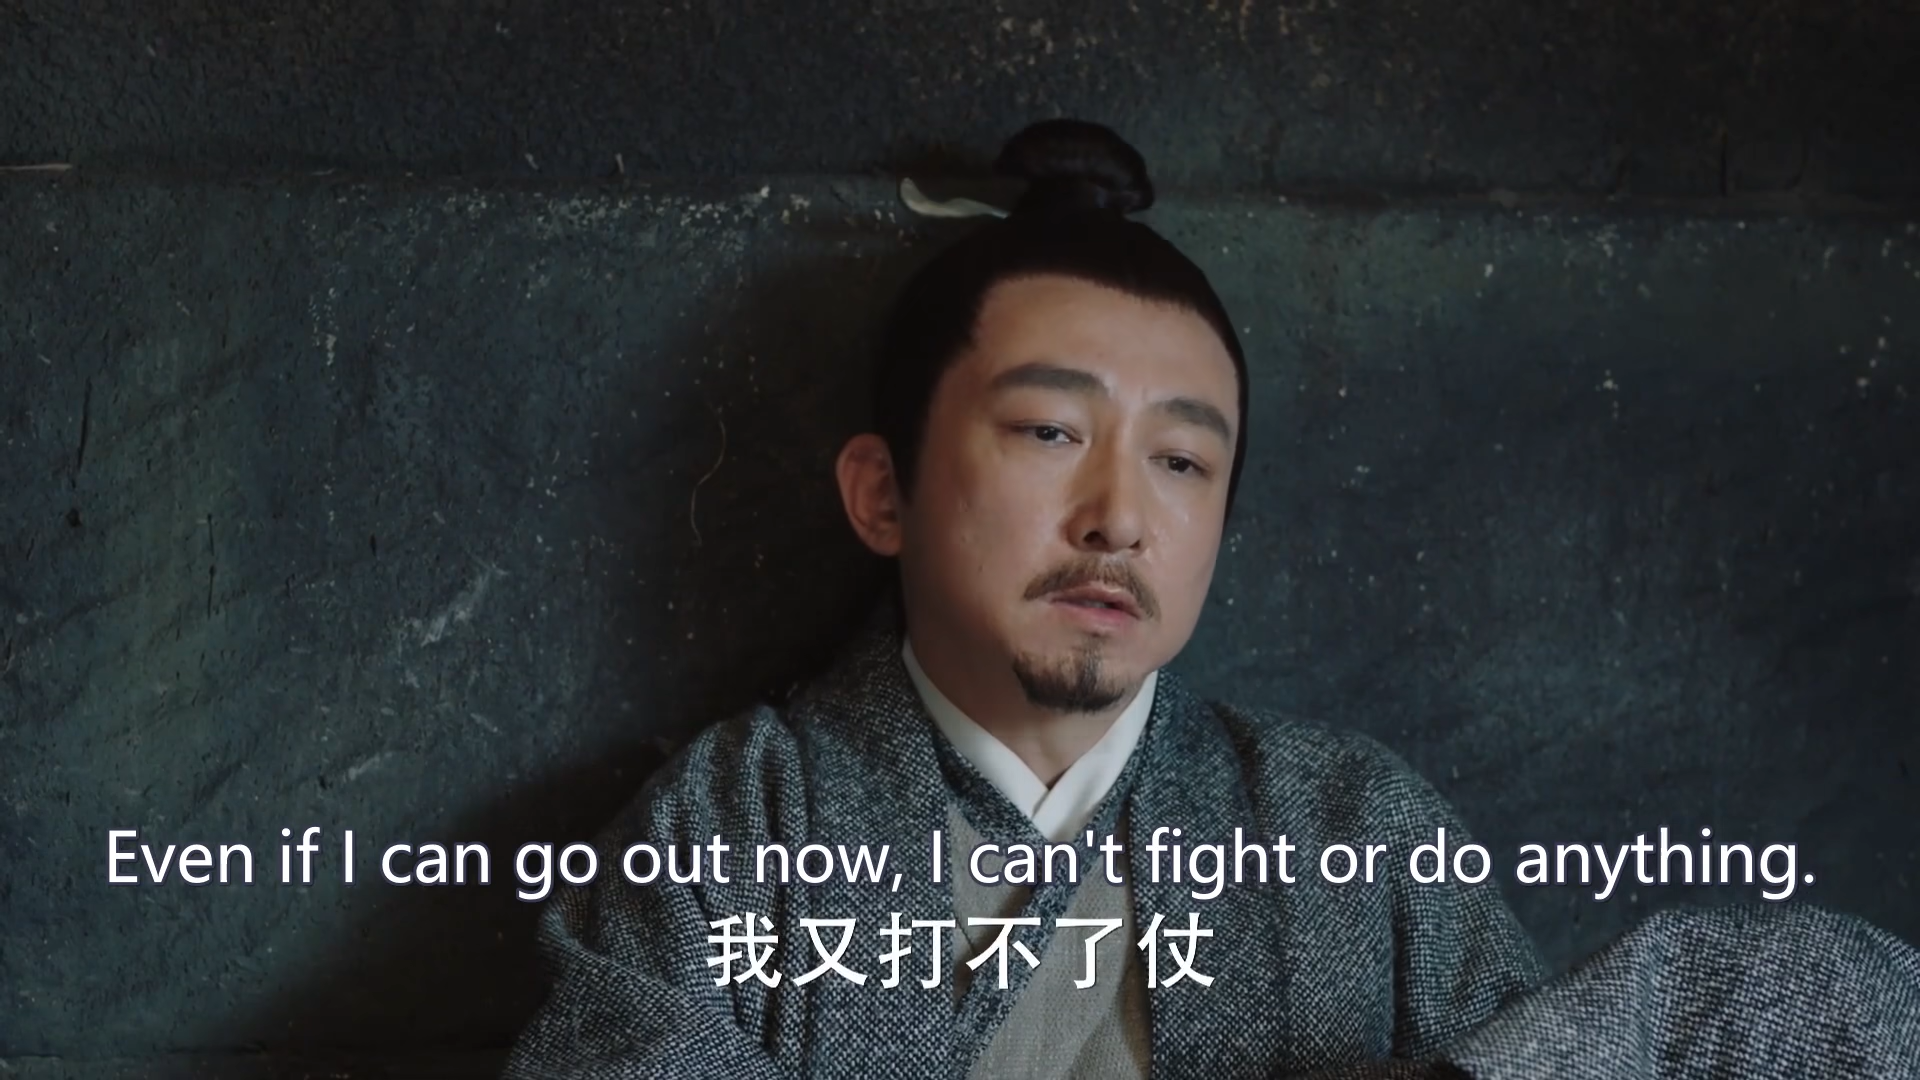 Even if I can go out now, I can't fight or do anything.
我又打不了仗